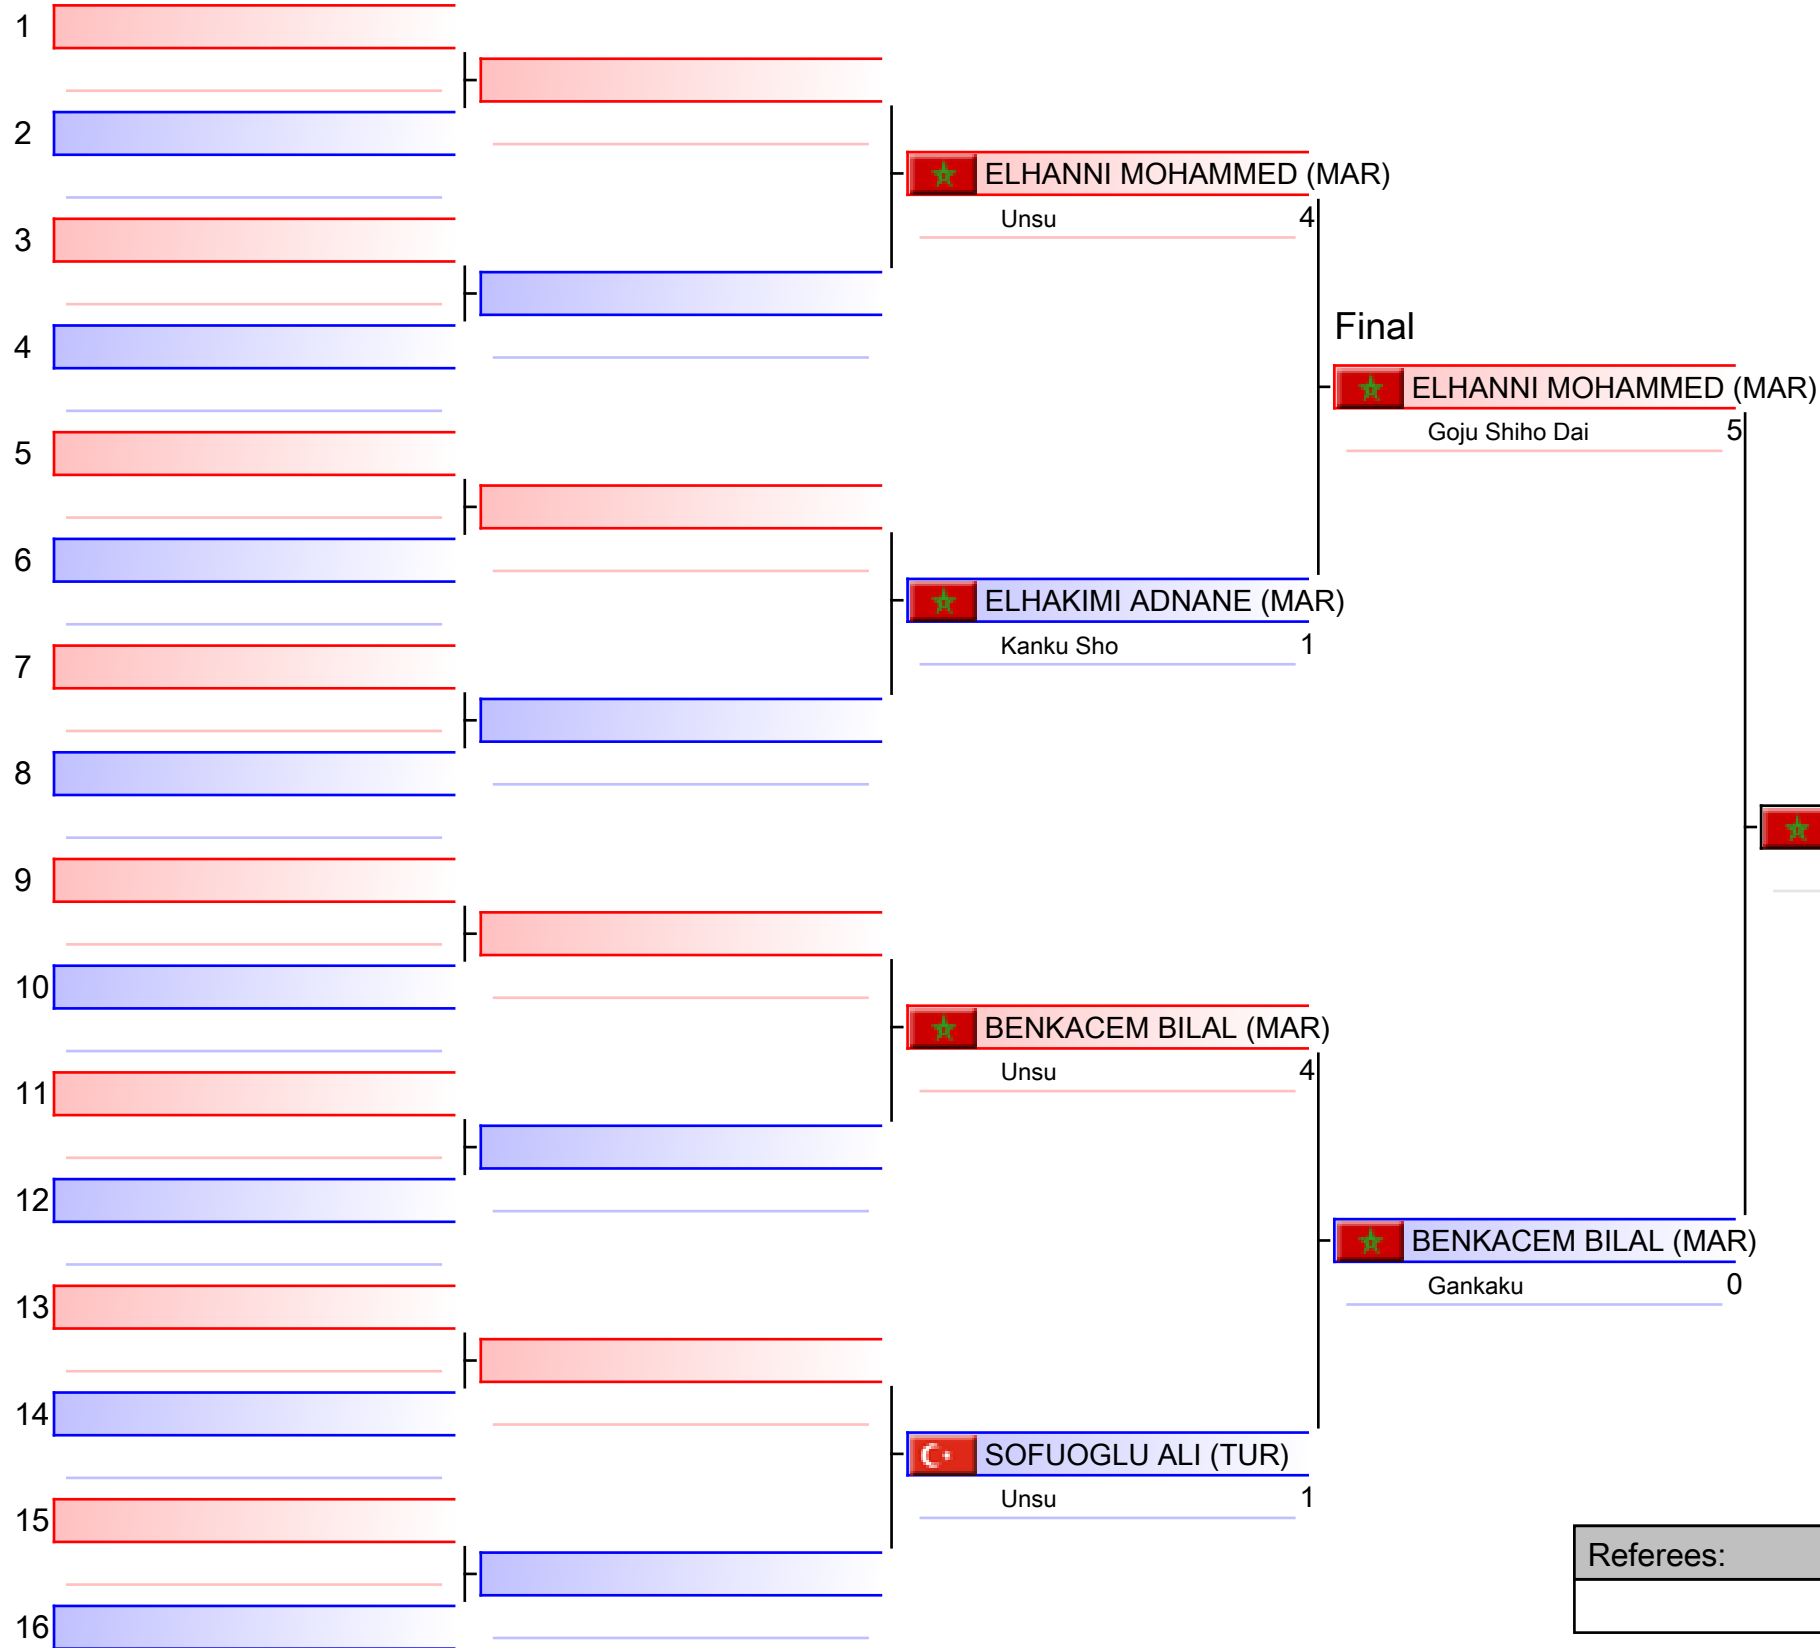 1
2
ELHANNI MOHAMMED (MAR)
Unsu 4
3
4
Final
ELHANNI MOHAMMED (MAR)
Goju Shiho Dai 5
5
6
ELHAKIMI ADNANE (MAR)
Kanku Sho 1
7
8
9
10
BENKACEM BILAL (MAR)
Unsu 4
11
12
BENKACEM BILAL (MAR)
Gankaku 0
13
14
SOFUOGLU ALI (TUR)
Unsu 1
15
Referees:
16